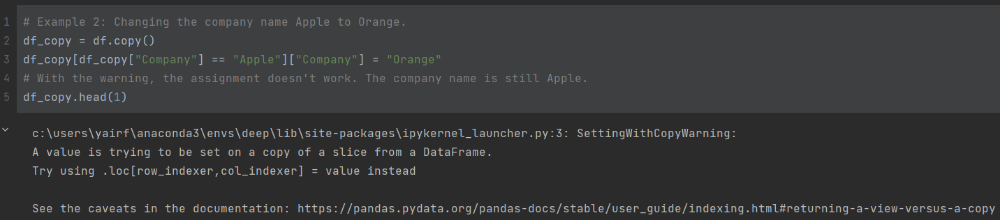 1 # Example 2: Changing the company name Apple to Orange.
2 df_copy = df.copy()
3 df_copy[df_copy["Company"] == "Apple"]["Company"] = "Orange"
4 # With the warning, the assignment doesn't work. The company name is still Apple.
5 df_copy.head(1)
c:\users\yairf\anaconda3\envs\deep\lib\site-packages\ipykernel_launcher.py:3: SettingWithCopyWarning:
A value is trying to be set on a copy of a slice from a DataFrame.
Try using .loc[row_indexer,col_indexer] = value instead
See the caveats in the documentation: https://pandas.pydata.org/pandas-docs/stable/user_guide/indexing.html#returning-a-view-versus-a-copy